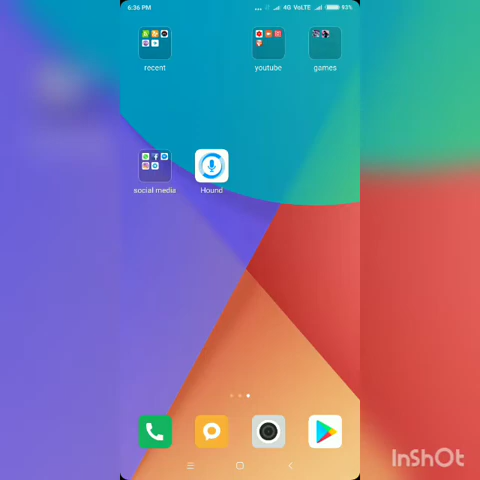 6:36 PM
4G VoLTE 93%
recent
youtube
games
social media
Hound
InShOt